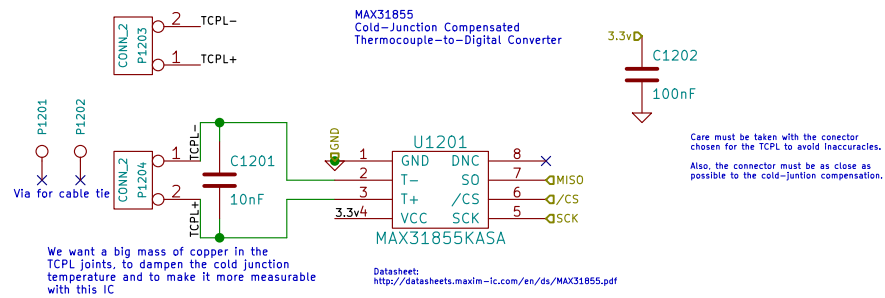 CONN_2
P1203
2
TCPL-
1
TCPL+
MAX31855
Cold-Junction Compensated
Thermocouple-to-Digital Converter
3.3v
C1202
100nF
P1201
P1202
Via for cable tie
CONN_2
P1204
1
TCPL-
2
TCPL+
C1201
10nF
GND
U1201
1 GND DNC 8
2 T- SO 7 MISO
3 T+ /CS 6 /CS
3.3v 4 VCC SCK 5 SCK
MAX31855KASA
Care must be taken with the conector
chosen for the TCPL to avoid Inaccuracles.
Also, the connector must be as close as
possible to the cold-juntion compensation.
We want a big mass of copper in the
TCPL joints, to dampen the cold junction
temperature and to make it more measurable
with this IC
Datasheet:
http://datasheets.maxim-ic.com/en/ds/MAX31855.pdf